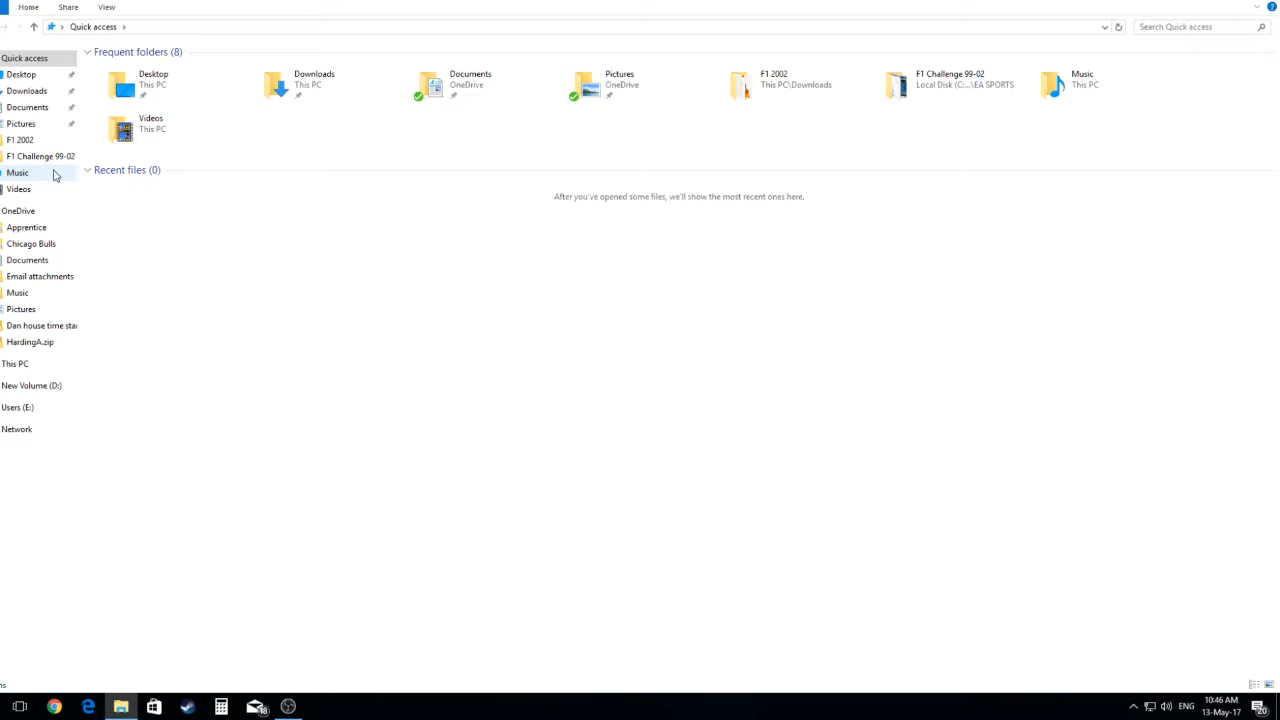 Home Share View
Quick access
Search Quick access
Quick access
Desktop
Downloads
Documents
Pictures
F1 2002
F1 Challenge 99-02
Music
Videos
OneDrive
Apprentice
Chicago Bulls
Documents
Email attachments
Music
Pictures
Dan house time sta
HardingA.zip
This PC
New Volume (D:)
Users (E:)
Network
Frequent folders (8)
Desktop
This PC
Downloads
This PC
Documents
OneDrive
Pictures
OneDrive
F1 2002
This PC\Downloads
F1 Challenge 99-02
Local Disk (C:...\EA SPORTS
Music
This PC
Videos
This PC
Recent files (0)
After you've opened some files, we'll show the most recent ones here.
18
ENG
10:46 AM
13-May-17
20